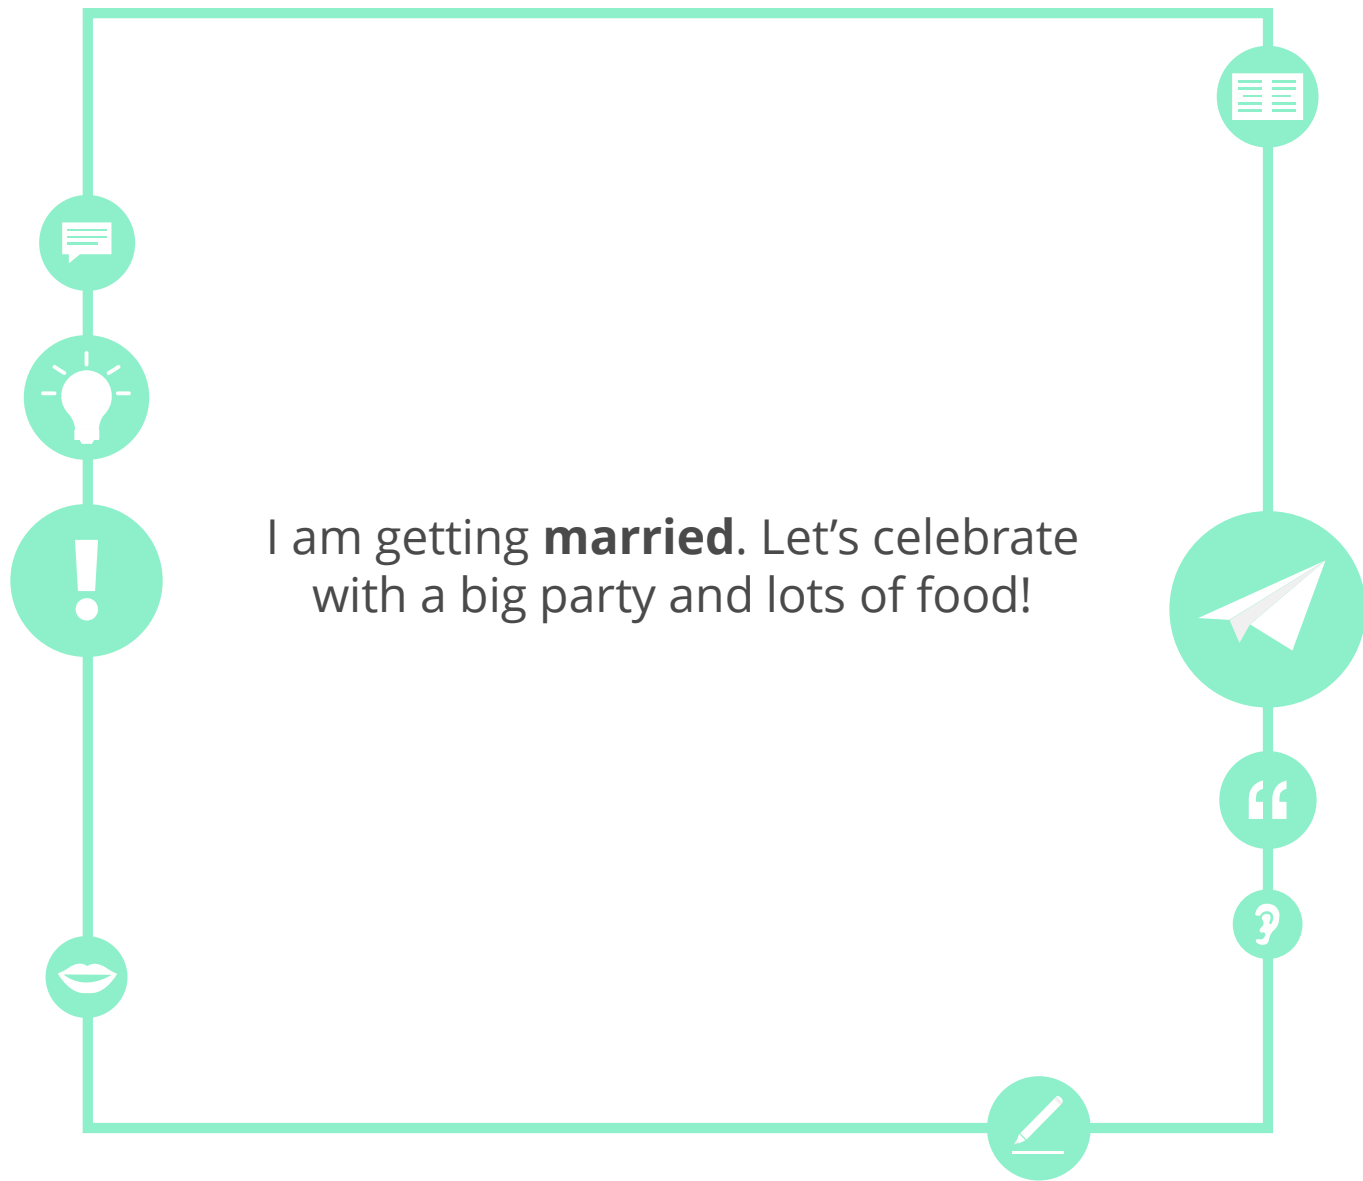 I am getting married. Let’s celebrate
with a big party and lots of food!